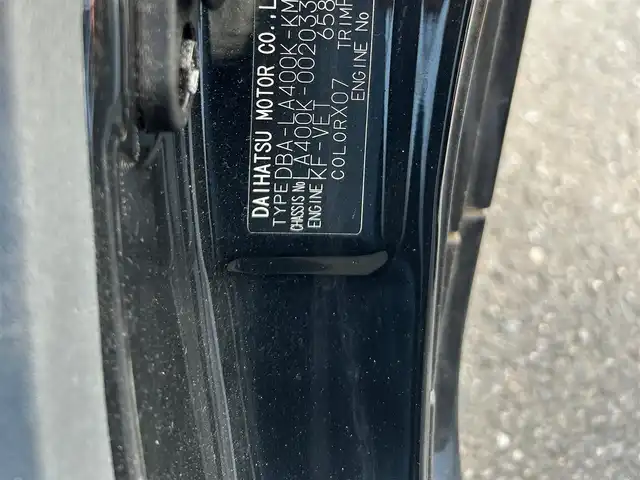 DAIHATSU MOTOR CO.,L
TYPE DBA-LA400K-KM
CHASSIS No LA400K-002033
ENGINE KF-VET 658
COLOR X07 TRIM
ENGINE No